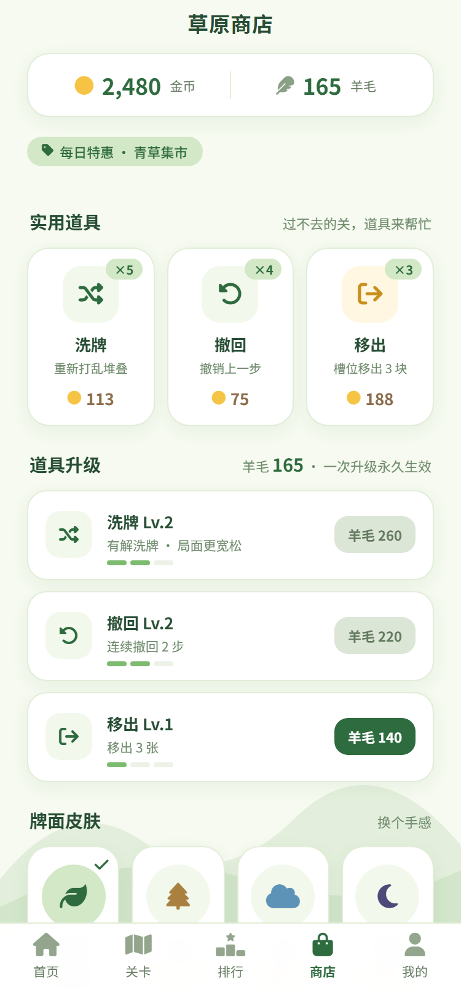 草原商店
2,480 金币 165 羊毛
每日特惠 · 青草集市
实用道具 过不去的关，道具来帮忙
×5 ×4 ×3
洗牌 撤回 移出
重新打乱堆叠 撤销上一步 槽位移出 3 块
113 75 188
道具升级 羊毛 165 · 一次升级永久生效
洗牌 Lv.2
有解洗牌 · 局面更宽松
羊毛 260
撤回 Lv.2
连续撤回 2 步
羊毛 220
移出 Lv.1
移出 3 张
羊毛 140
牌面皮肤 换个手感
首页 关卡 排行 商店 我的